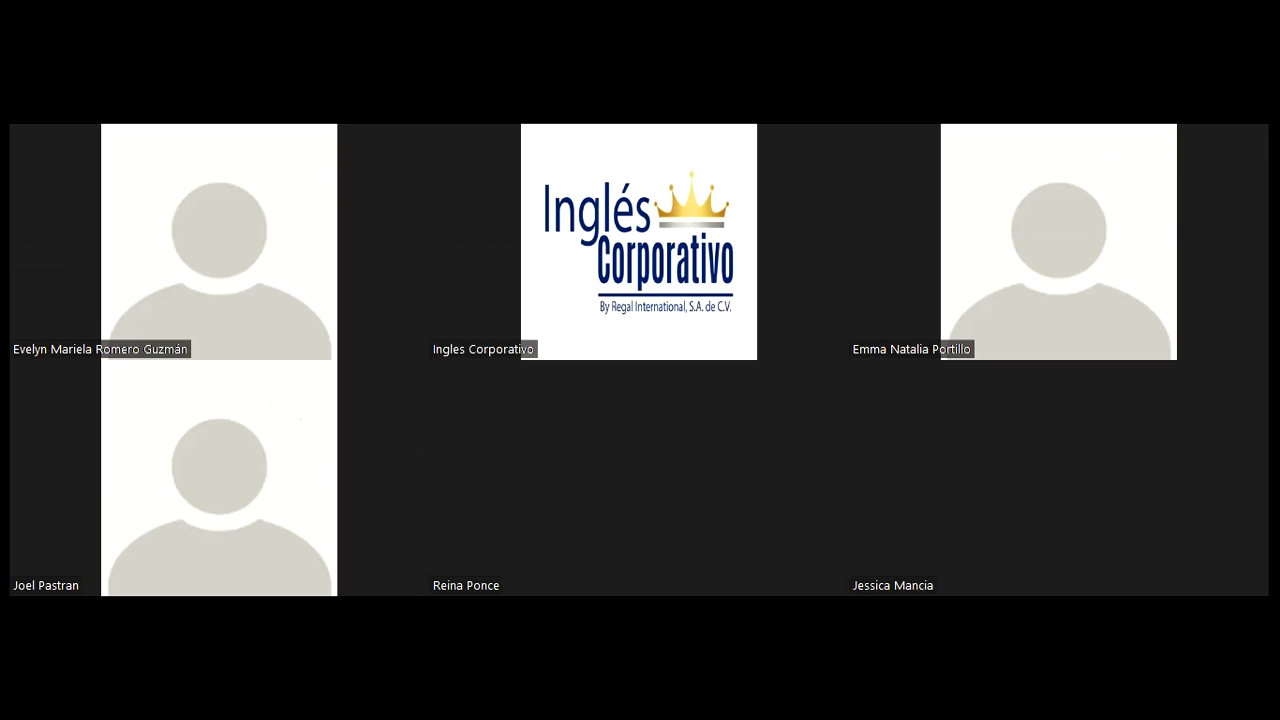 Inglés
Corporativo
By Regal International, S.A. de C.V.
Evelyn Mariela Romero Guzmán
Ingles Corporativo
Emma Natalia Portillo
Joel Pastran
Reina Ponce
Jessica Mancia